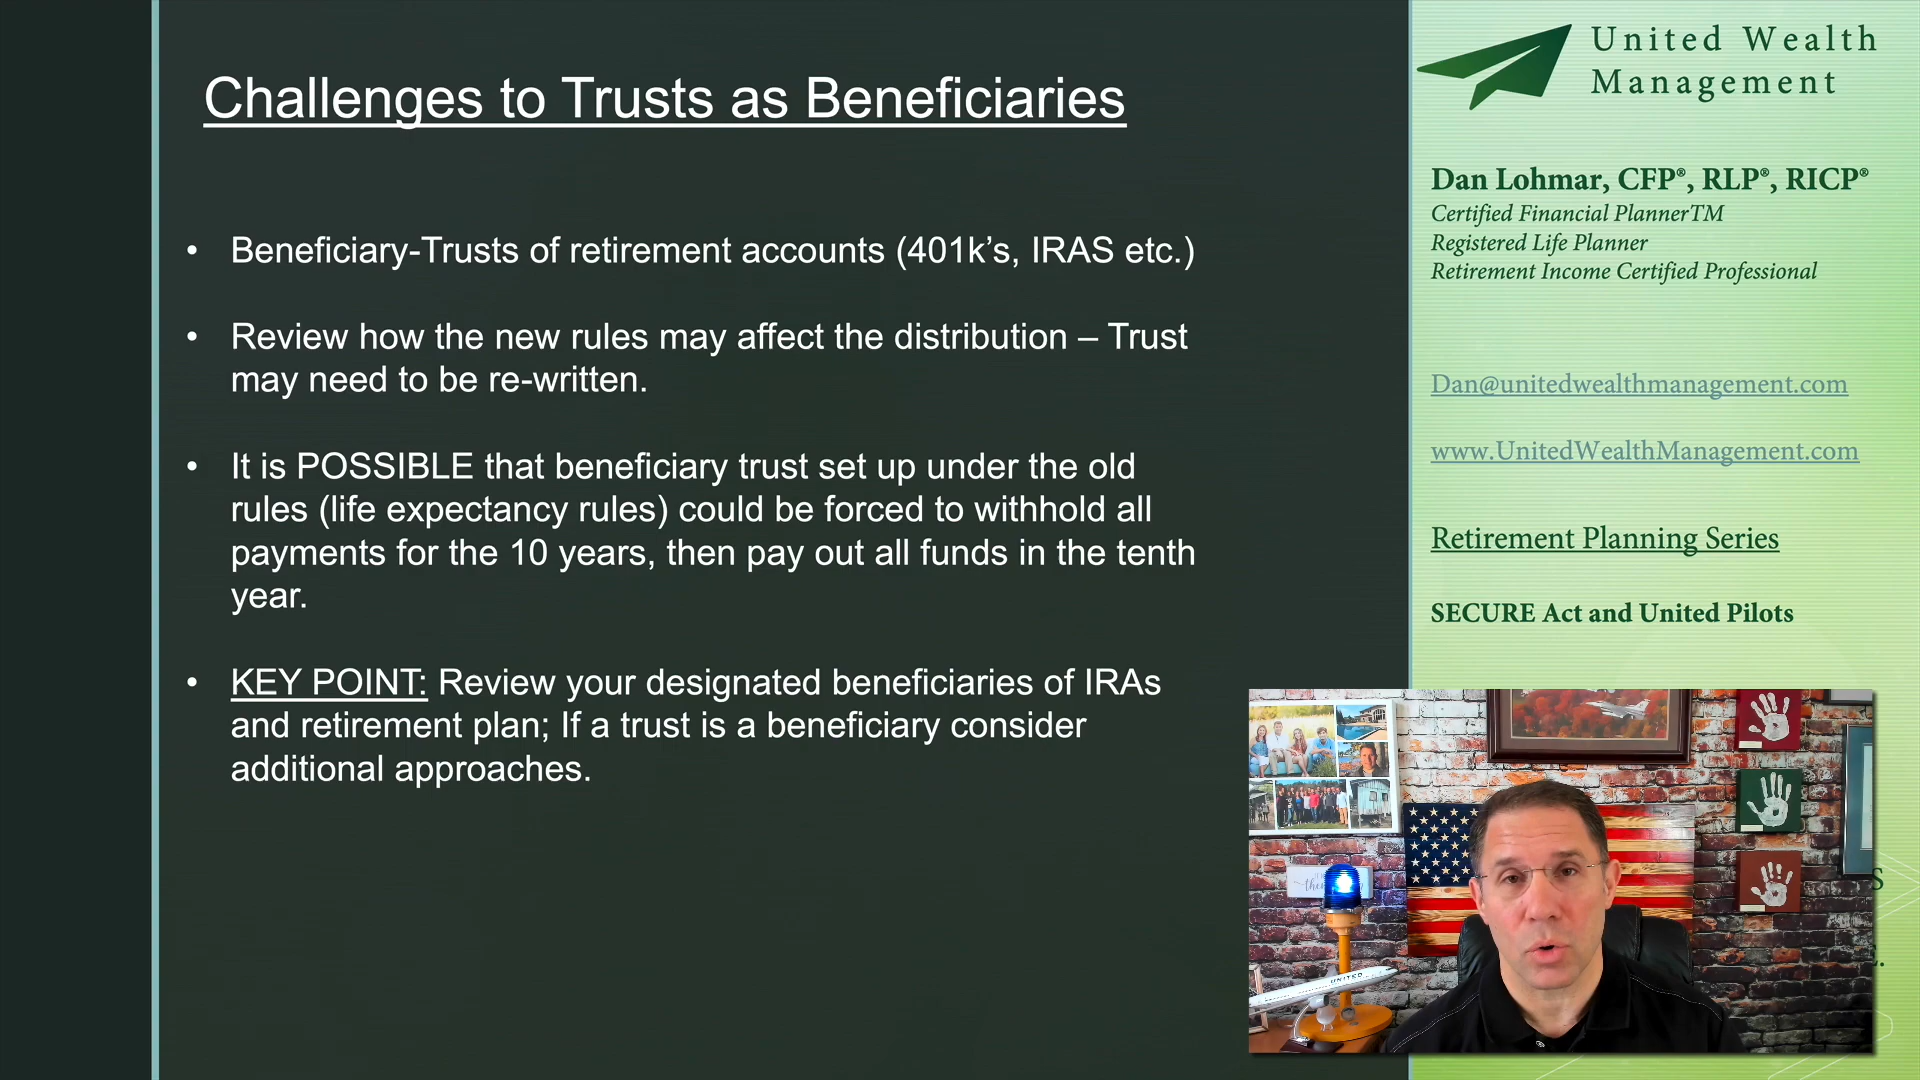 Challenges to Trusts as Beneficiaries
• Beneficiary-Trusts of retirement accounts (401k’s, IRAS etc.)
• Review how the new rules may affect the distribution – Trust
may need to be re-written.
• It is POSSIBLE that beneficiary trust set up under the old
rules (life expectancy rules) could be forced to withhold all
payments for the 10 years, then pay out all funds in the tenth
year.
• KEY POINT: Review your designated beneficiaries of IRAs
and retirement plan; If a trust is a beneficiary consider
additional approaches.
United Wealth
Management
Dan Lohmar, CFP®, RLP®, RICP®
Certified Financial PlannerTM
Registered Life Planner
Retirement Income Certified Professional
Dan@unitedwealthmanagement.com
www.UnitedWealthManagement.com
Retirement Planning Series
SECURE Act and United Pilots
UNITED